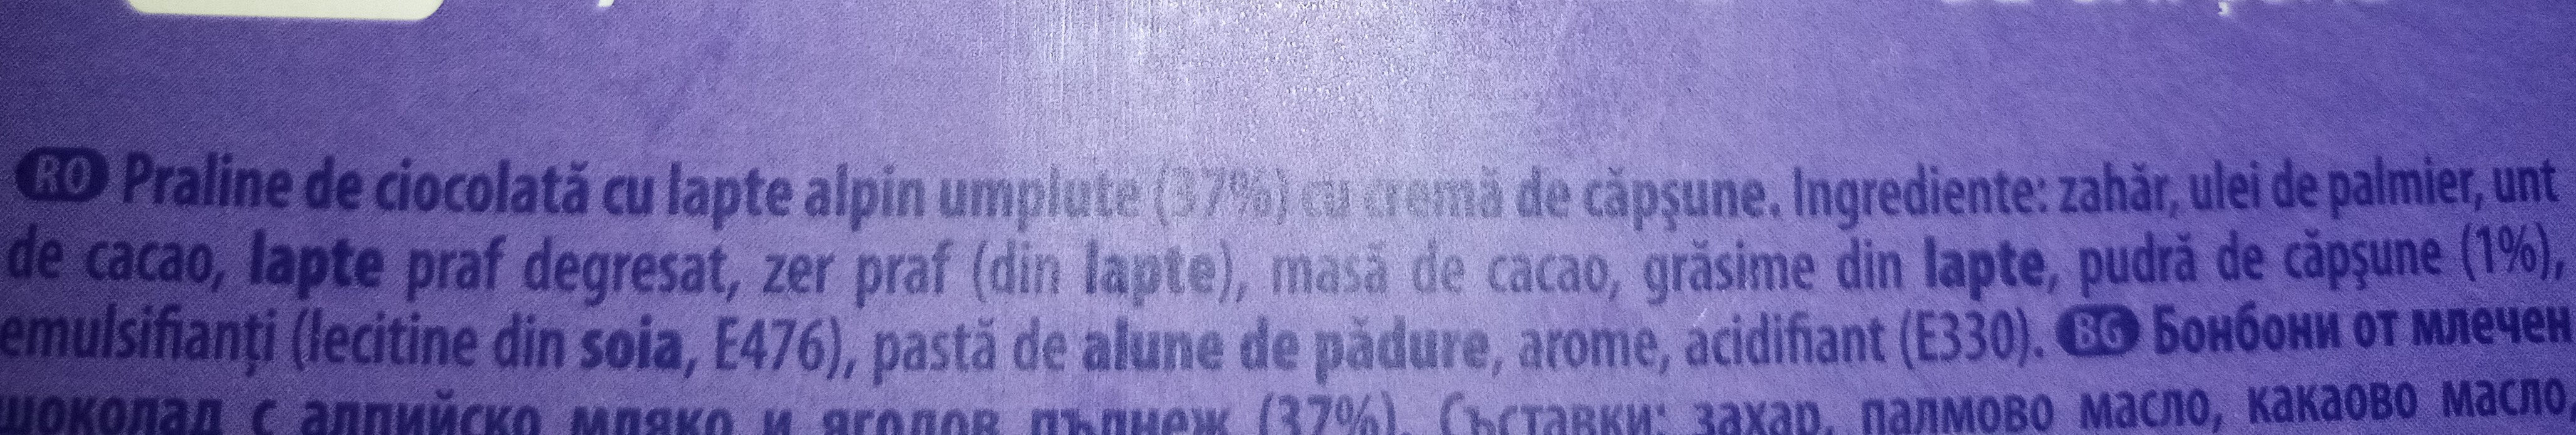 RO Praline de ciocolată cu lapte alpin umplute (37%) cu cremă de căpşune. Ingrediente: zahăr, ulei de palmier, unt
de cacao, lapte praf degresat, zer praf (din lapte), masă de cacao, grăsime din lapte, pudră de căpşune (1%),
emulsifianți (lecitine din soia, E476), pastă de alune de pădure, arome, acidifiant (E330). BG Бонбони от млечен
шоколад с алпийско мляко и ягодов пълнеж (37%). Съставки: захар, палмово масло, какаово масло,